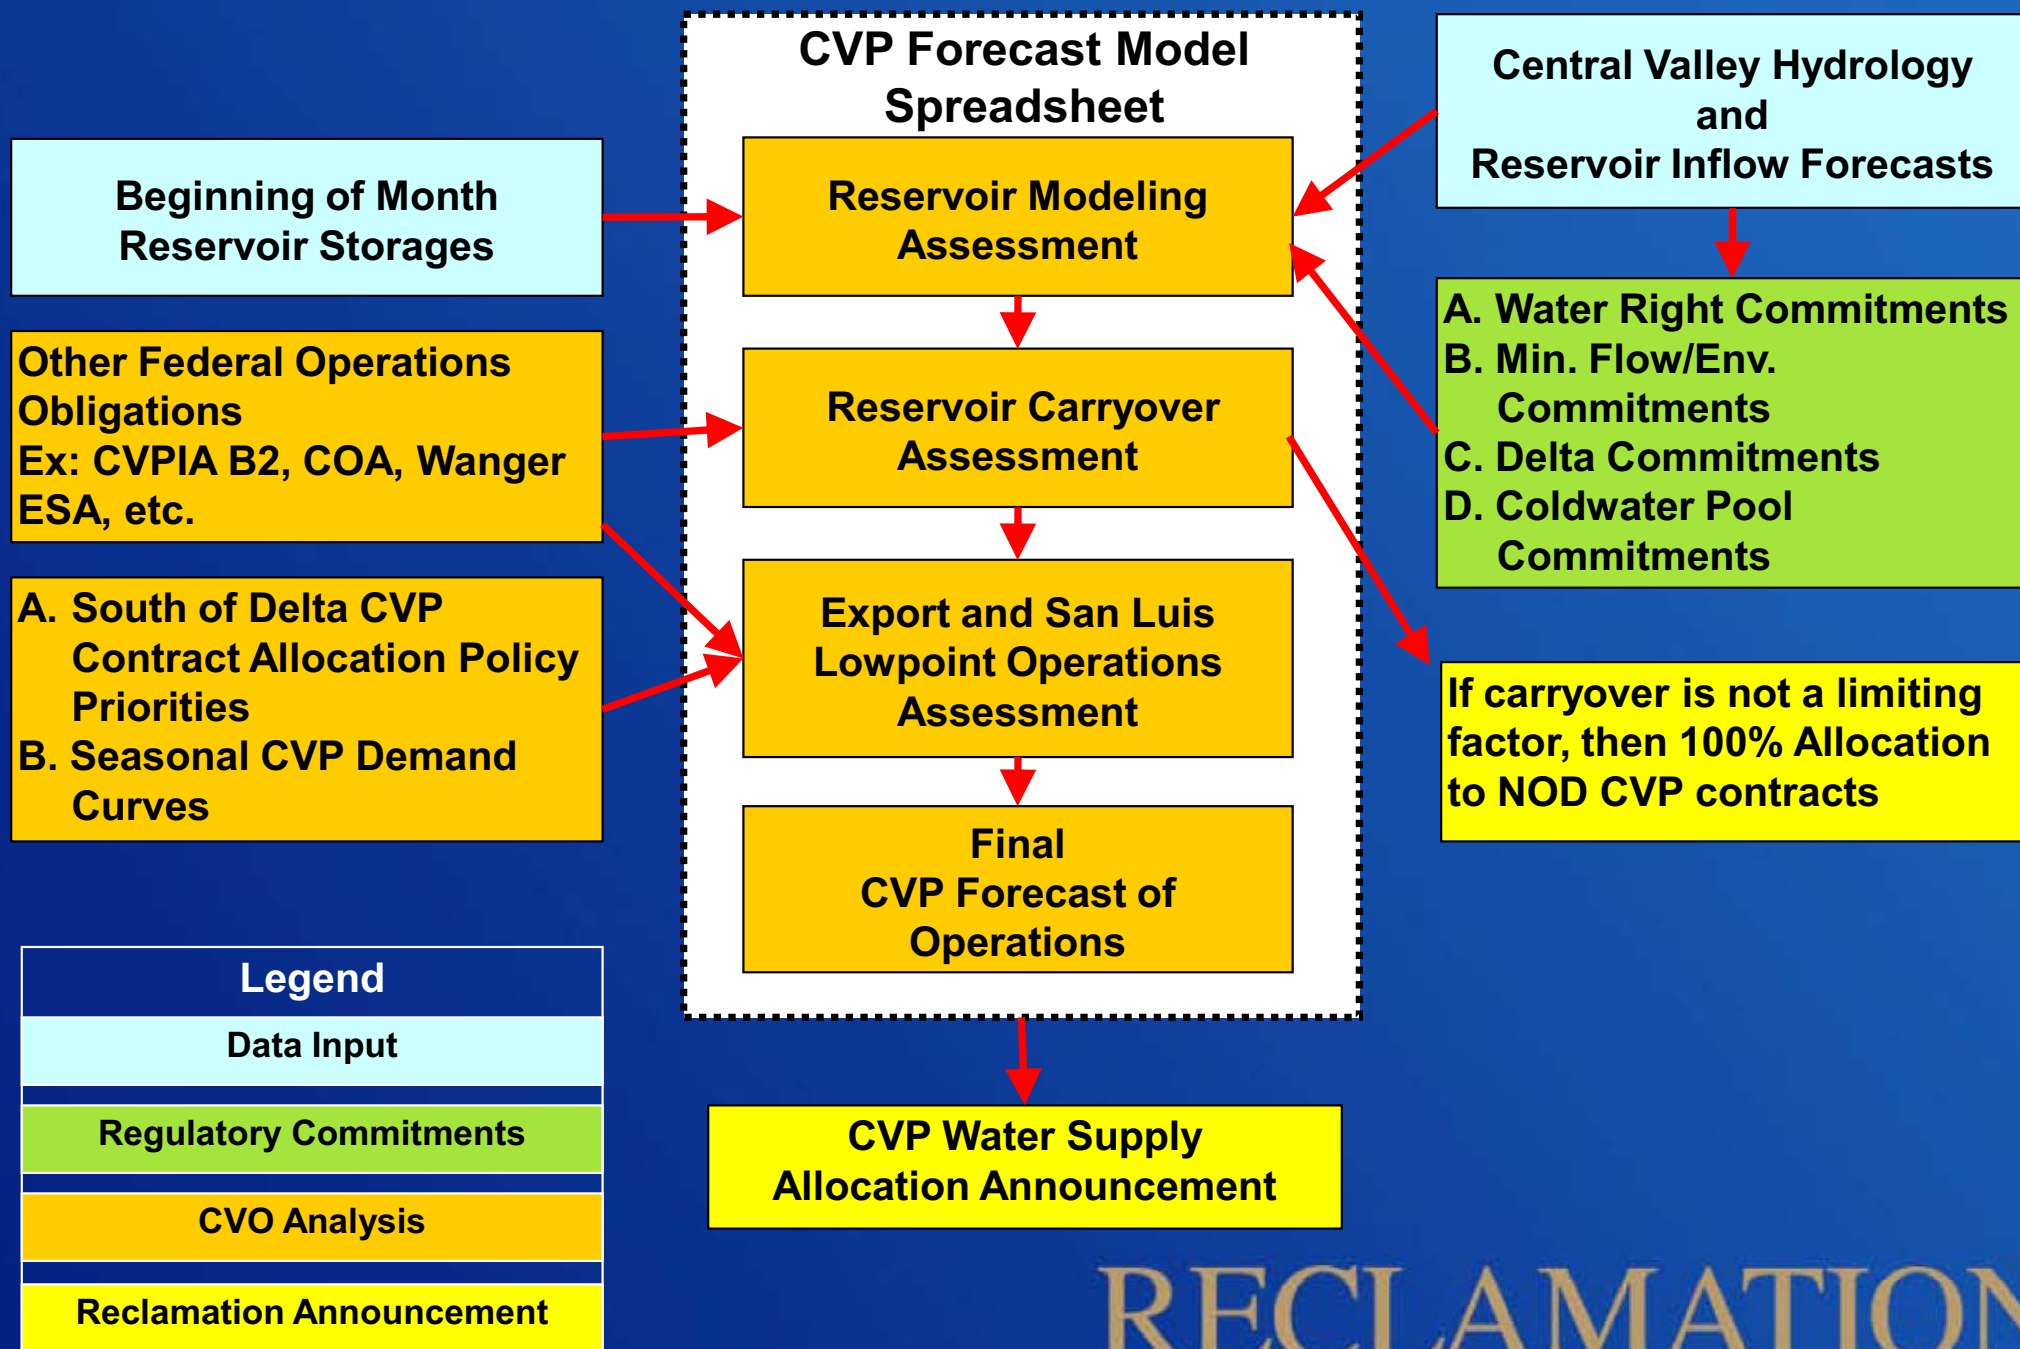 CVP Forecast Model
Spreadsheet
Central Valley Hydrology
and
Reservoir Inflow Forecasts
Beginning of Month
Reservoir Storages
Reservoir Modeling
Assessment
A. Water Right Commitments
B. Min. Flow/Env.
Commitments
C. Delta Commitments
D. Coldwater Pool
Commitments
Other Federal Operations
Obligations
Ex: CVPIA B2, COA, Wanger
ESA, etc.
Reservoir Carryover
Assessment
A. South of Delta CVP
Contract Allocation Policy
Priorities
B. Seasonal CVP Demand
Curves
Export and San Luis
Lowpoint Operations
Assessment
If carryover is not a limiting
factor, then 100% Allocation
to NOD CVP contracts
Final
CVP Forecast of
Operations
Legend
Data Input
Regulatory Commitments
CVO Analysis
Reclamation Announcement
CVP Water Supply
Allocation Announcement
RECLAMATION